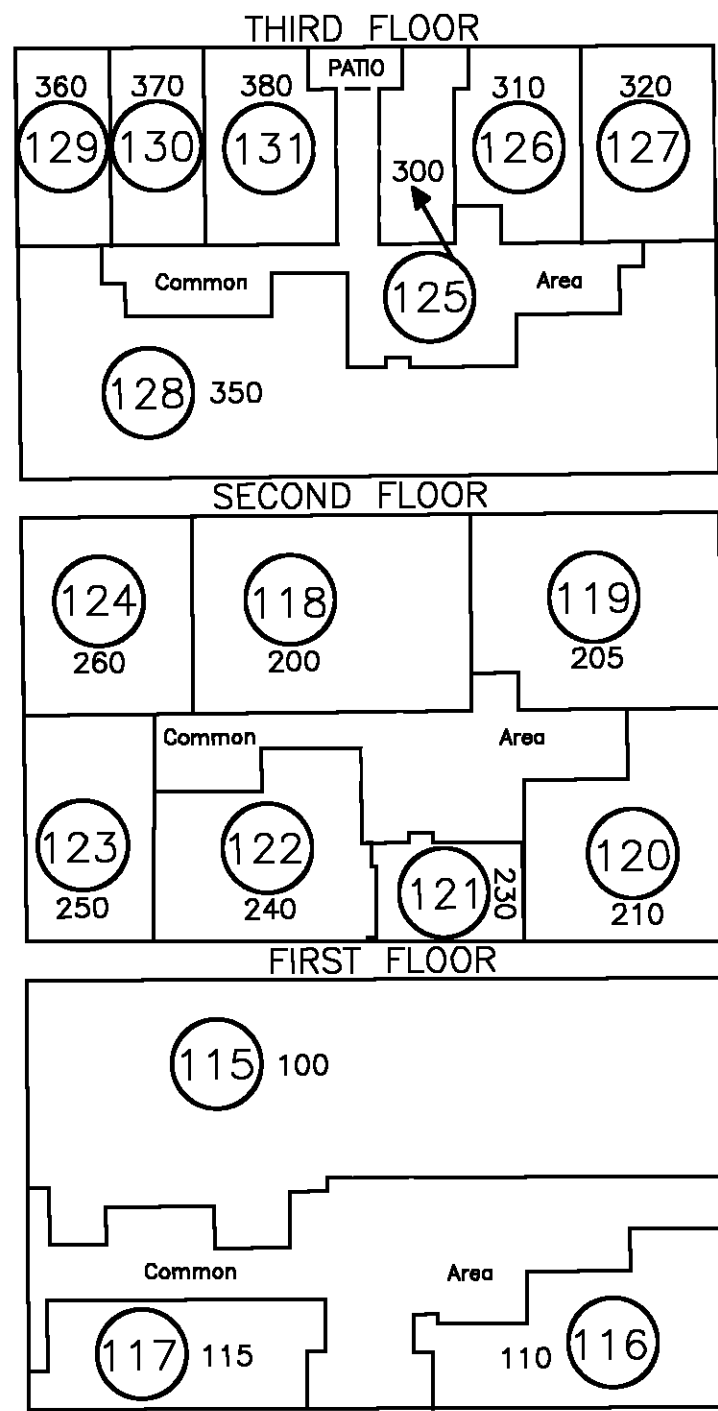 THIRD FLOOR
PATIO
360 370 380 310 320
129 130 131 126 127
300
Common Area
125
128 350
SECOND FLOOR
124 118 119
260 200 205
Common Area
123 122 121 230 120
250 240 210
FIRST FLOOR
115 100
Common Area
117 115 110 116